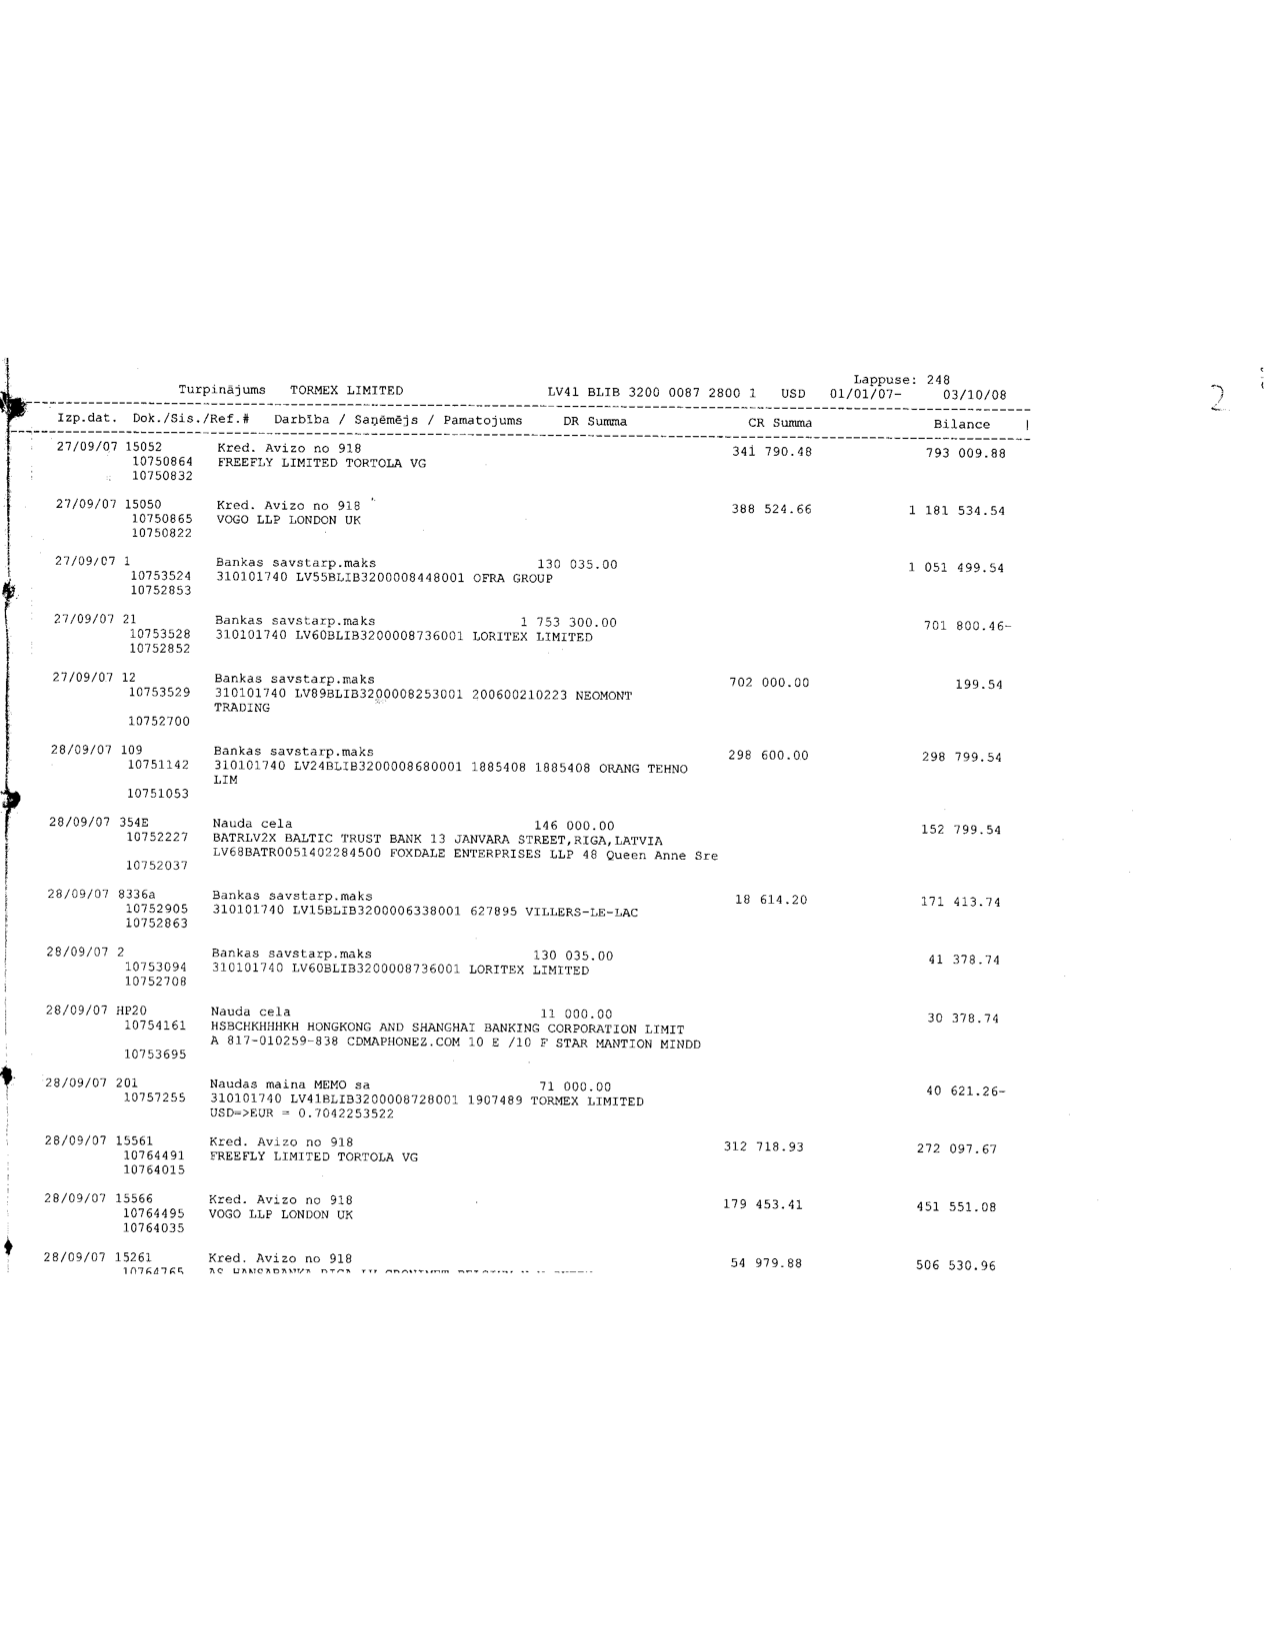 Lappuse: 248
Turpinājums TORMEX LIMITED LV41 BLIB 3200 0087 2800 1 USD 01/01/07- 03/10/08
2
Izp.dat. Dok./Sis./Ref.# Darbība / Saņēmējs / Pamatojums DR Summa CR Summa Bilance |
27/09/07 15052 Kred. Avizo no 918 341 790.48 793 009.88
10750864 FREEFLY LIMITED TORTOLA VG
10750832
27/09/07 15050 Kred. Avizo no 918 388 524.66 1 181 534.54
10750865 VOGO LLP LONDON UK
10750822
27/09/07 1 Bankas savstarp.maks 130 035.00 1 051 499.54
10753524 310101740 LV55BLIB3200008448001 OFRA GROUP
10752853
27/09/07 21 Bankas savstarp.maks 1 753 300.00 701 800.46-
10753528 310101740 LV60BLIB3200008736001 LORITEX LIMITED
10752852
27/09/07 12 Bankas savstarp.maks 702 000.00 199.54
10753529 310101740 LV89BLIB3200008253001 200600210223 NEOMONT
TRADING
10752700
28/09/07 109 Bankas savstarp.maks 298 600.00 298 799.54
10751142 310101740 LV24BLIB3200008680001 1885408 1885408 ORANG TEHNO
LIM
10751053
28/09/07 354E Nauda cela 146 000.00 152 799.54
10752227 BATRLV2X BALTIC TRUST BANK 13 JANVARA STREET,RIGA,LATVIA
LV68BATR0051402284500 FOXDALE ENTERPRISES LLP 48 Queen Anne Sre
10752037
28/09/07 8336a Bankas savstarp.maks 18 614.20 171 413.74
10752905 310101740 LV15BLIB3200006338001 627895 VILLERS-LE-LAC
10752863
28/09/07 2 Bankas savstarp.maks 130 035.00 41 378.74
10753094 310101740 LV60BLIB3200008736001 LORITEX LIMITED
10752708
28/09/07 HP20 Nauda cela 11 000.00 30 378.74
10754161 HSBCHKHHHKH HONGKONG AND SHANGHAI BANKING CORPORATION LIMIT
A 817-010259-838 CDMAPHONEZ.COM 10 E /10 F STAR MANTION MINDD
10753695
28/09/07 201 Naudas maina MEMO sa 71 000.00 40 621.26-
10757255 310101740 LV41BLIB3200008728001 1907489 TORMEX LIMITED
USD=>EUR = 0.7042253522
28/09/07 15561 Kred. Avizo no 918 312 718.93 272 097.67
10764491 FREEFLY LIMITED TORTOLA VG
10764015
28/09/07 15566 Kred. Avizo no 918 179 453.41 451 551.08
10764495 VOGO LLP LONDON UK
10764035
28/09/07 15261 Kred. Avizo no 918 54 979.88 506 530.96
10764765